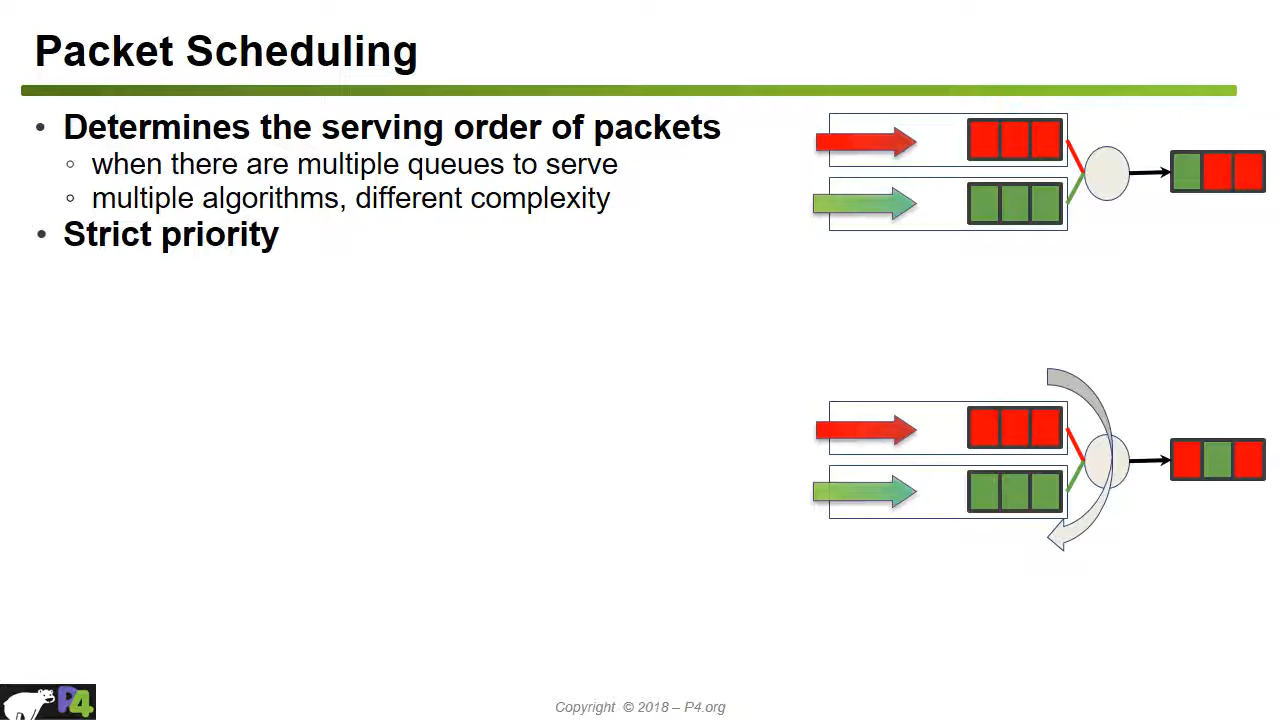 Packet Scheduling
• Determines the serving order of packets
◦ when there are multiple queues to serve
◦ multiple algorithms, different complexity
• Strict priority
P4
Copyright © 2018 – P4.org